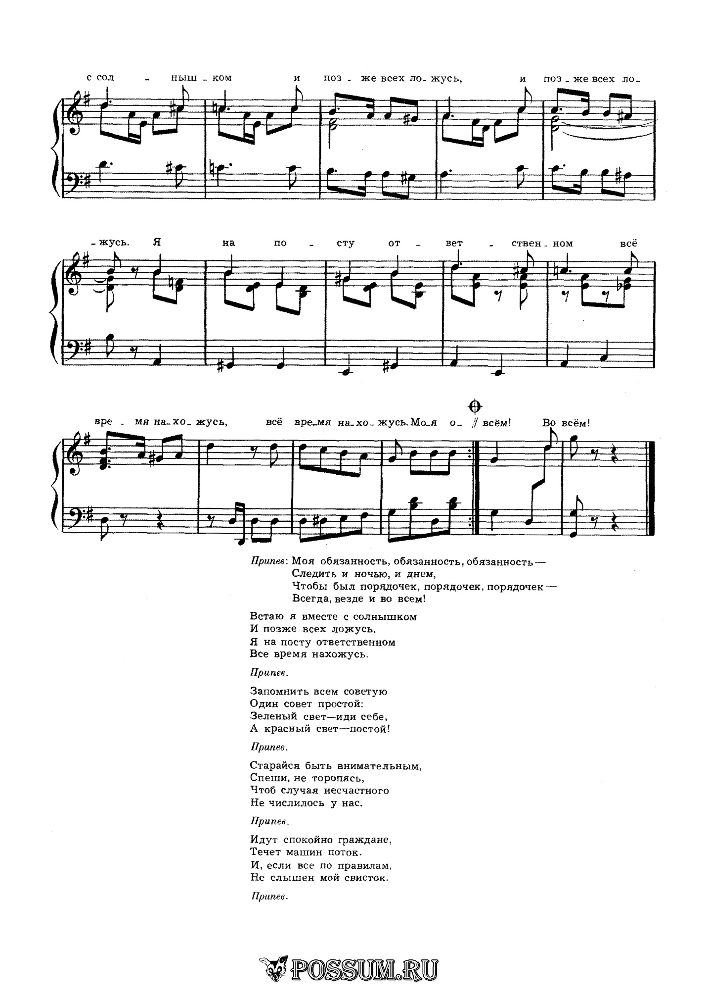 с сол - ныш - ком и поз - же всех ло - жусь, и поз - же всех ло -
- жусь. Я на по - сту от - вет - ствен - ном всё
вре - мя на - хо - жусь, всё вре - мя на - хо - жусь. Мо - я о - // всём! Во всём!
Припев: Моя обязанность, обязанность, обязанность —
Следить и ночью, и днем,
Чтобы был порядочек, порядочек, порядочек —
Всегда, везде и во всем!
Встаю я вместе с солнышком
И позже всех ложусь.
Я на посту ответственном
Все время нахожусь.
Припев.
Запомнить всем советую
Один совет простой:
Зеленый свет—иди себе,
А красный свет—постой!
Припев.
Старайся быть внимательным,
Спеши, не торопясь,
Чтоб случая несчастного
Не числилось у нас.
Припев.
Идут спокойно граждане,
Течет машин поток.
И, если все по правилам,
Не слышен мой свисток.
Припев.
POSSUM.RU